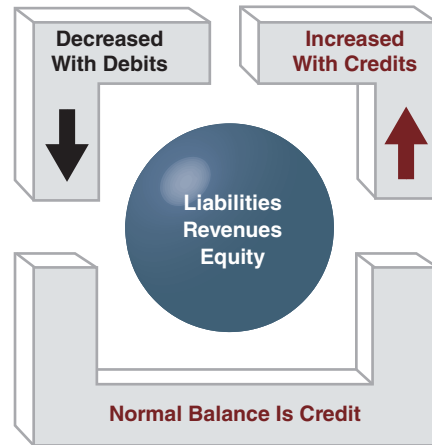 Decreased
With Debits
Increased
With Credits
Liabilities
Revenues
Equity
Normal Balance Is Credit